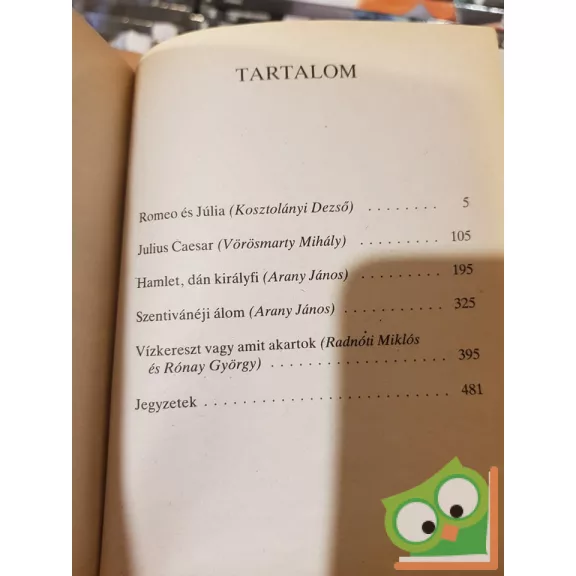 TARTALOM
Romeo és Júlia (Kosztolányi Dezső) ........ 5
Julius Caesar (Vörösmarty Mihály) ......... 105
Hamlet, dán királyfi (Arany János) ........ 195
Szentivánéji álom (Arany János) ........... 325
Vízkereszt vagy amit akartok (Radnóti Miklós
és Rónay György) .................... 395
Jegyzetek ............................ 481